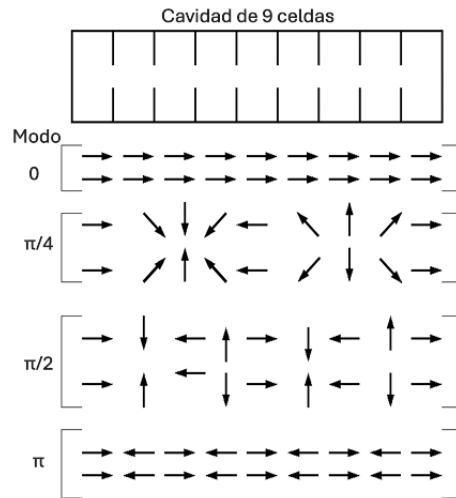 Cavidad de 9 celdas
Modo
0
π/4
π/2
π